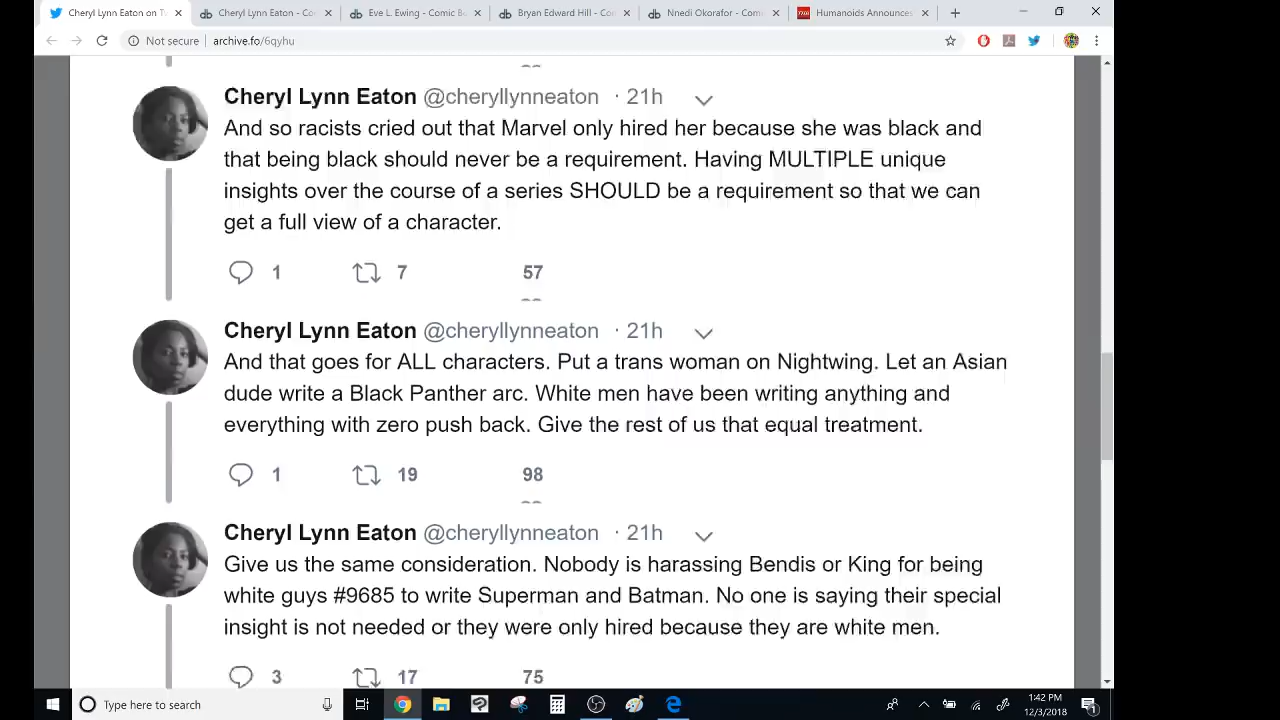 Cheryl Lynn Eaton on Tw
Cheryl Lynn Eaton - Co
Eve L. Ewing - Comic B
Bryan Edward Hill - Com
Nnedi Okorafor - Com
Humanoids Announces
Not secure | archive.fo/6qyhu
Cheryl Lynn Eaton @cheryllynneaton · 21h
And so racists cried out that Marvel only hired her because she was black and
that being black should never be a requirement. Having MULTIPLE unique
insights over the course of a series SHOULD be a requirement so that we can
get a full view of a character.
1 7 57
Cheryl Lynn Eaton @cheryllynneaton · 21h
And that goes for ALL characters. Put a trans woman on Nightwing. Let an Asian
dude write a Black Panther arc. White men have been writing anything and
everything with zero push back. Give the rest of us that equal treatment.
1 19 98
Cheryl Lynn Eaton @cheryllynneaton · 21h
Give us the same consideration. Nobody is harassing Bendis or King for being
white guys #9685 to write Superman and Batman. No one is saying their special
insight is not needed or they were only hired because they are white men.
3 17 75
Type here to search
1:42 PM
12/3/2018
1